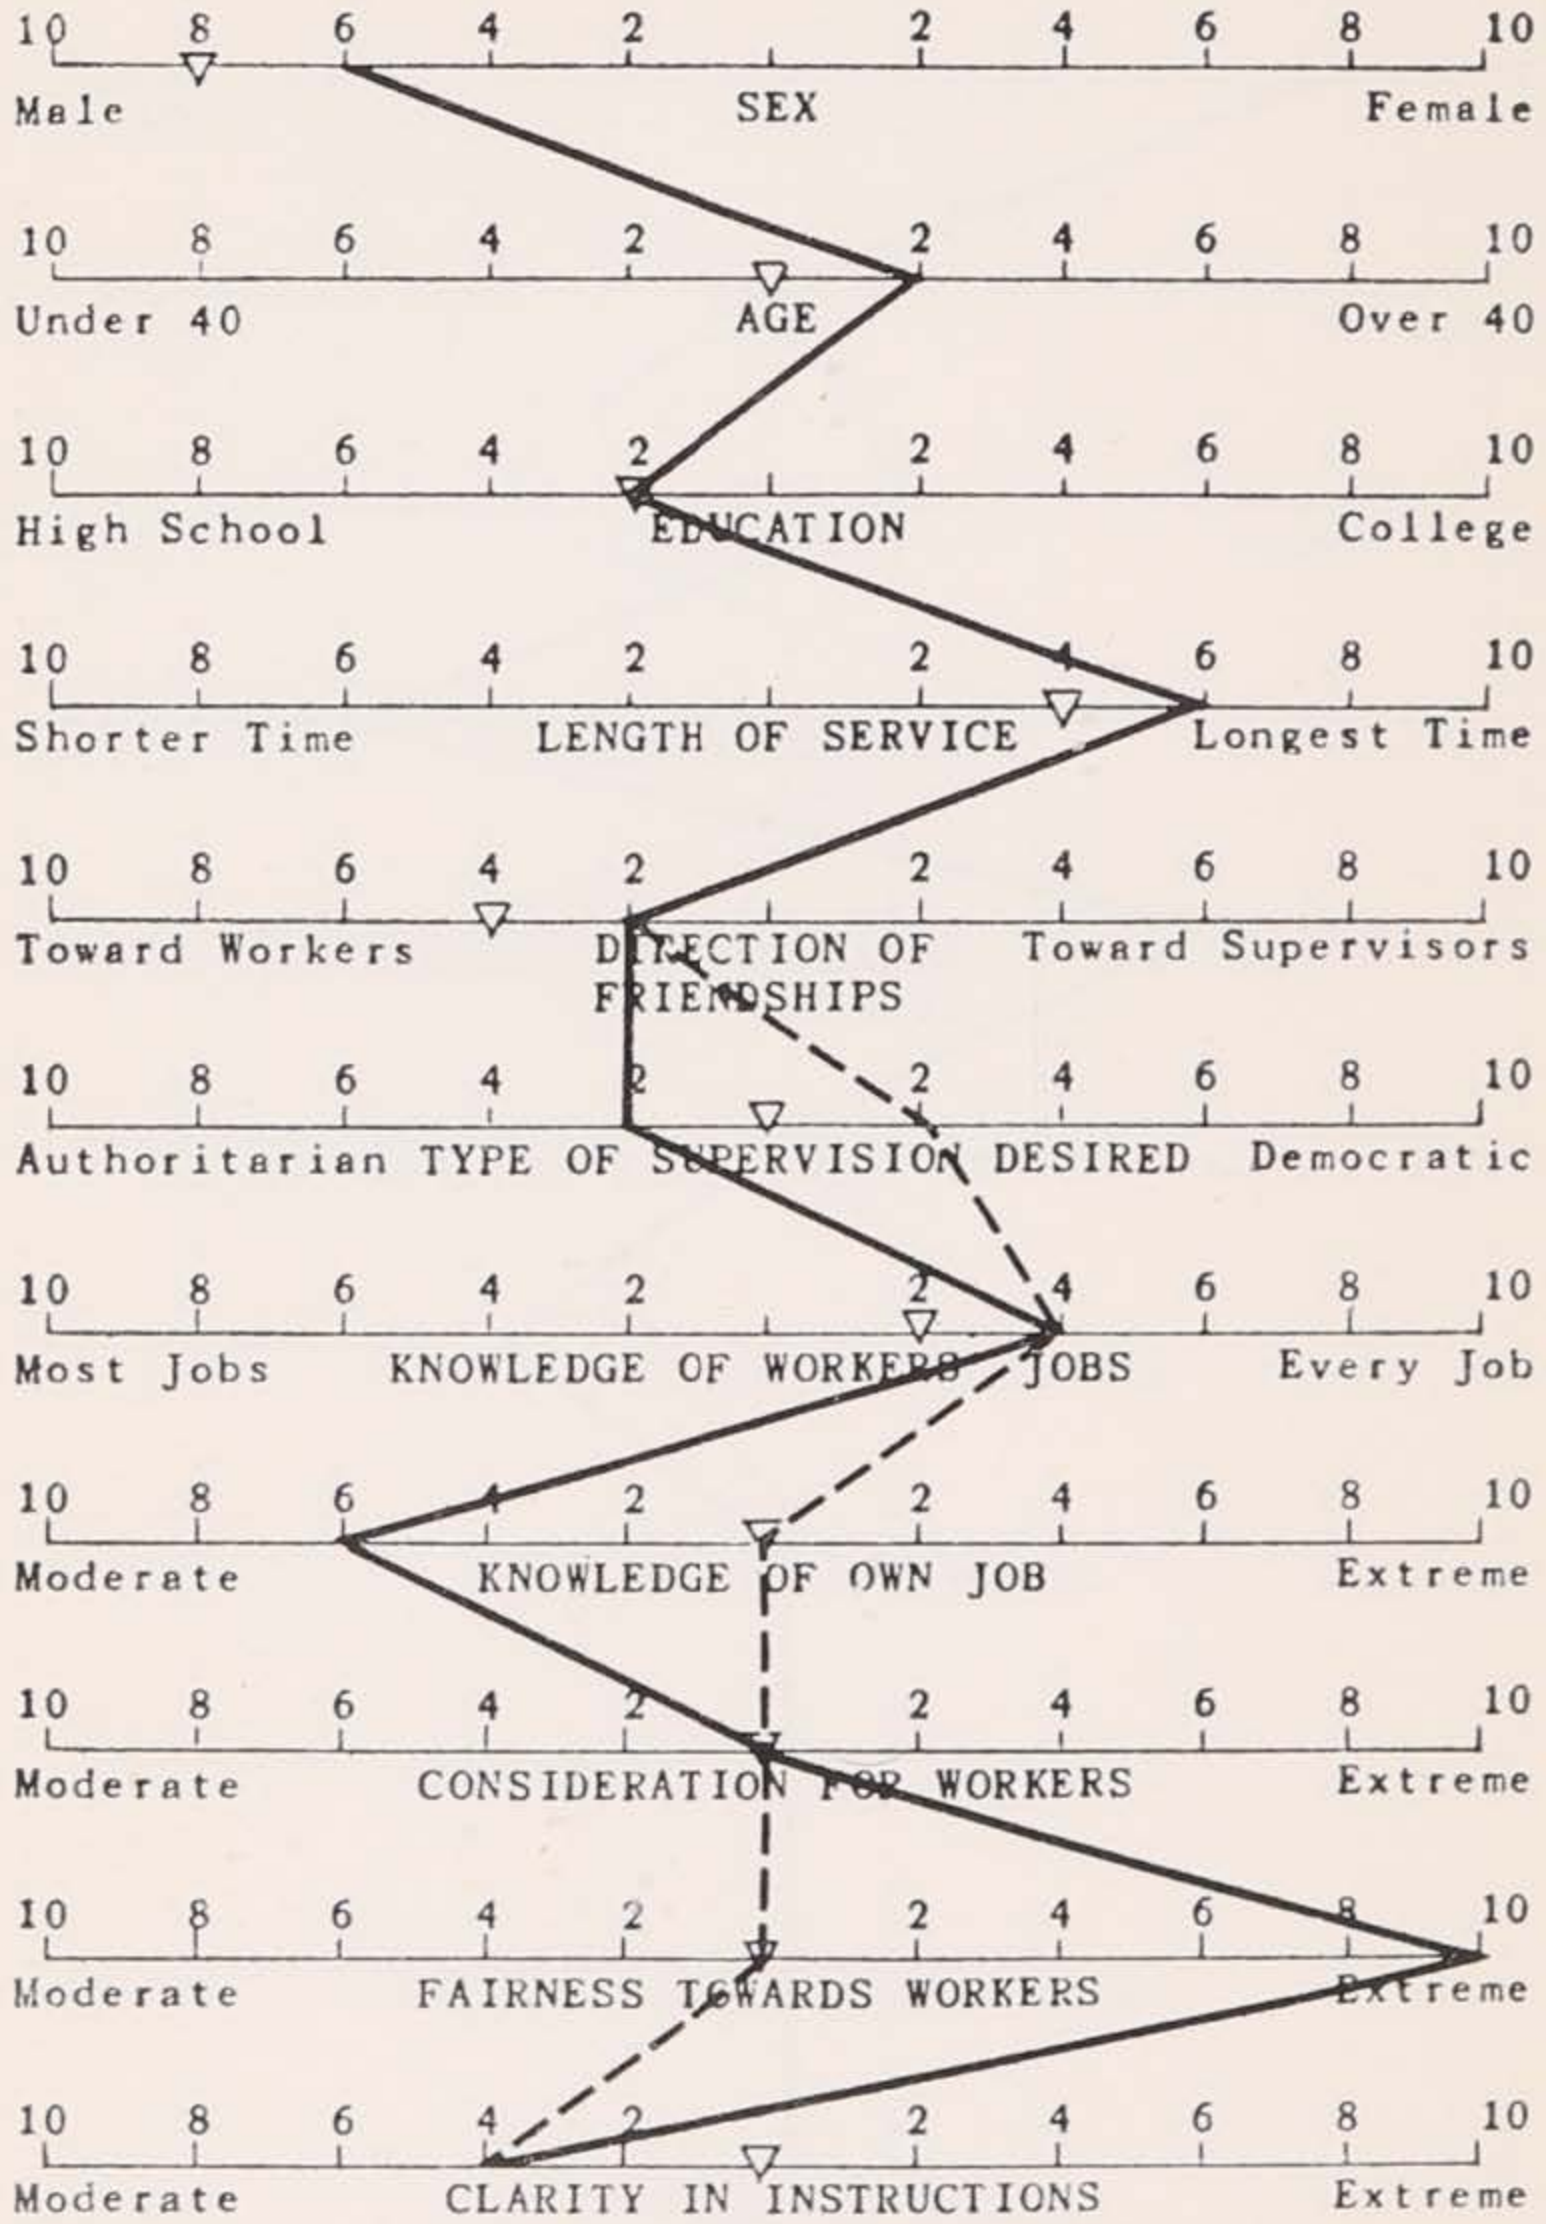 10 8 6 4 2 2 4 6 8 10
Male SEX Female
10 8 6 4 2 2 4 6 8 10
Under 40 AGE Over 40
10 8 6 4 2 2 4 6 8 10
High School EDUCATION College
10 8 6 4 2 2 4 6 8 10
Shorter Time LENGTH OF SERVICE Longest Time
10 8 6 4 2 2 4 6 8 10
Toward Workers DIRECTION OF Toward Supervisors
FRIENDSHIPS
10 8 6 4 2 2 4 6 8 10
Authoritarian TYPE OF SUPERVISION DESIRED Democratic
10 8 6 4 2 2 4 6 8 10
Most Jobs KNOWLEDGE OF WORKERS JOBS Every Job
10 8 6 4 2 2 4 6 8 10
Moderate KNOWLEDGE OF OWN JOB Extreme
10 8 6 4 2 2 4 6 8 10
Moderate CONSIDERATION FOR WORKERS Extreme
10 8 6 4 2 2 4 6 8 10
Moderate FAIRNESS TOWARDS WORKERS Extreme
10 8 6 4 2 2 4 6 8 10
Moderate CLARITY IN INSTRUCTIONS Extreme